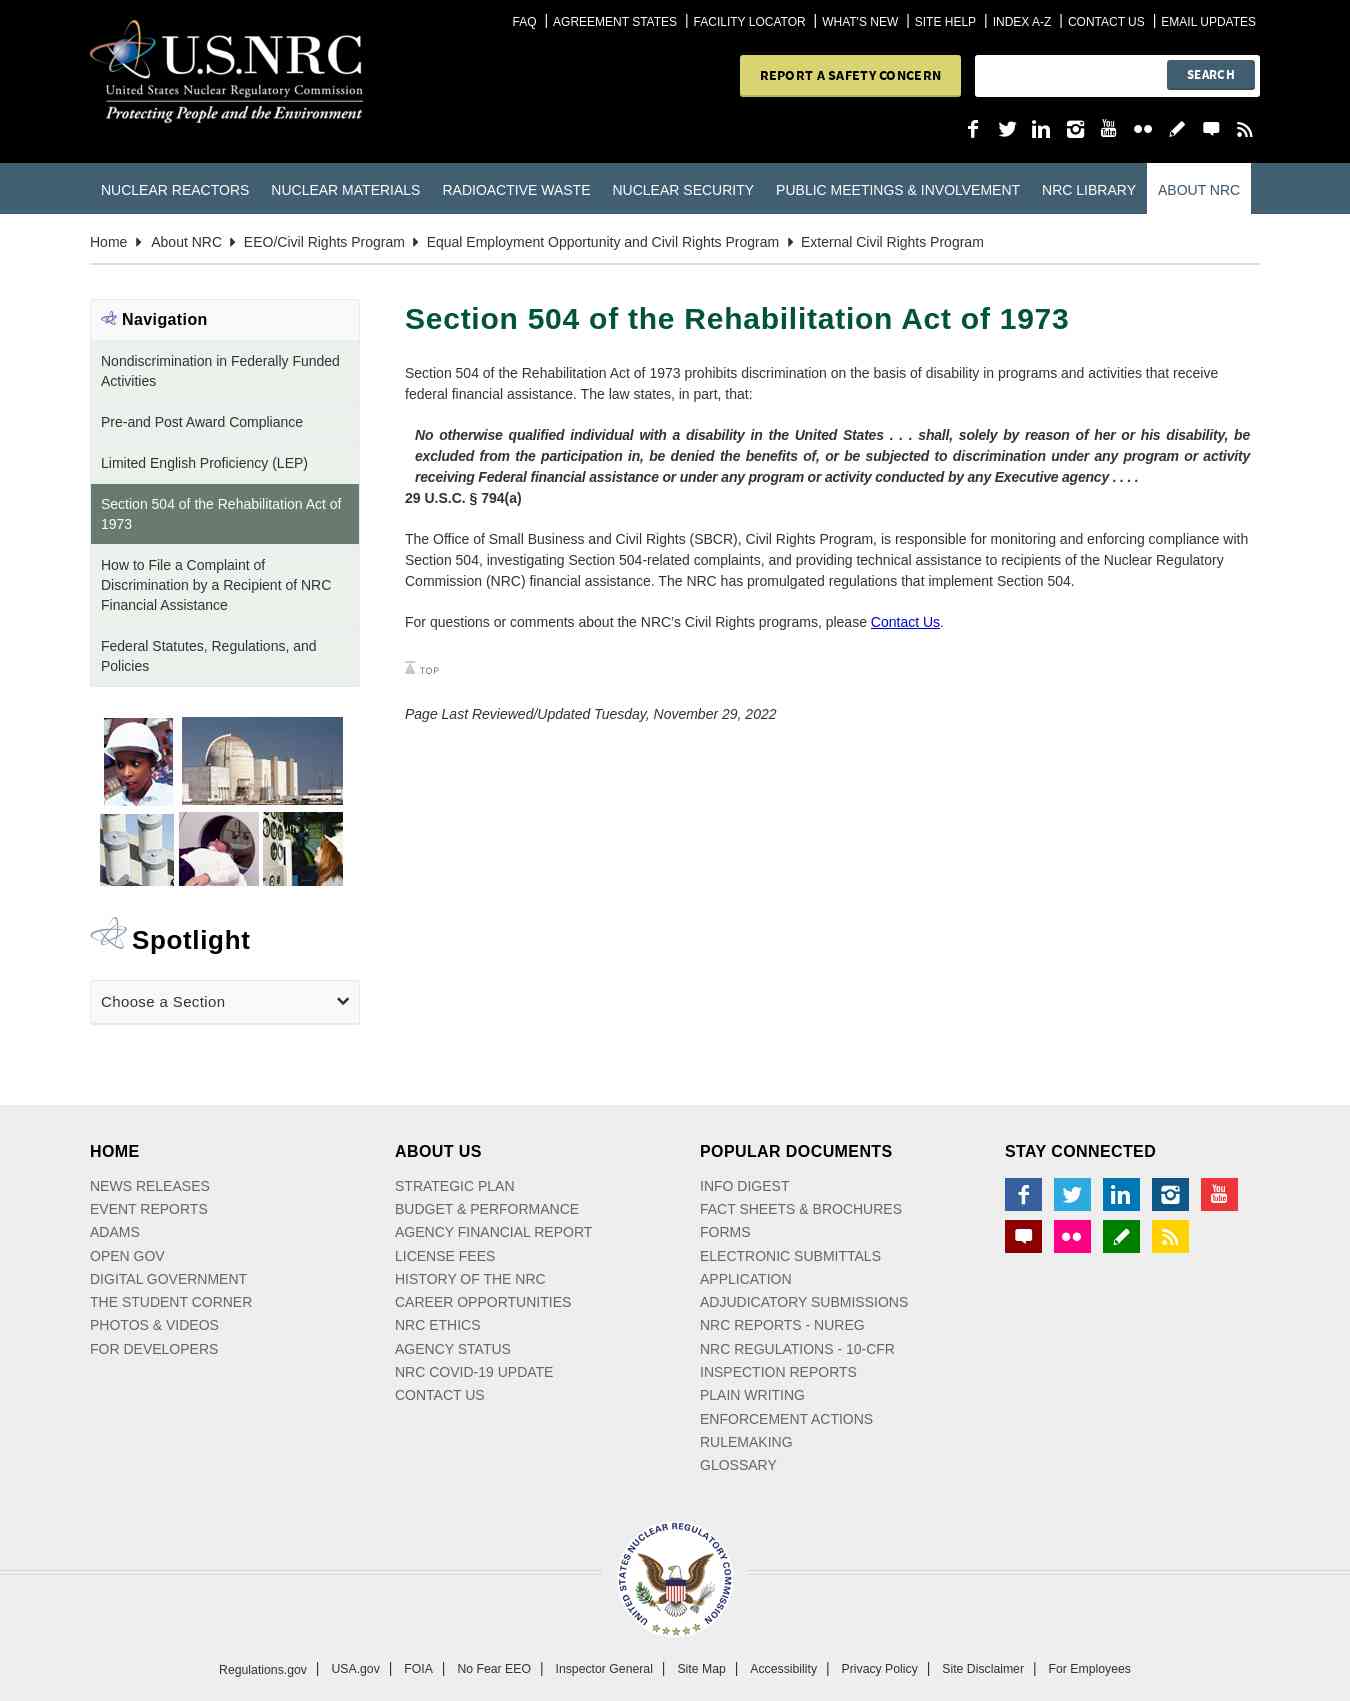 FAQ | AGREEMENT STATES | FACILITY LOCATOR | WHAT'S NEW | SITE HELP | INDEX A-Z | CONTACT US | EMAIL UPDATES
U.S.NRC
United States Nuclear Regulatory Commission
Protecting People and the Environment
REPORT A SAFETY CONCERN
SEARCH
You Tube
NUCLEAR REACTORS NUCLEAR MATERIALS RADIOACTIVE WASTE NUCLEAR SECURITY PUBLIC MEETINGS & INVOLVEMENT NRC LIBRARY ABOUT NRC
Home About NRC EEO/Civil Rights Program Equal Employment Opportunity and Civil Rights Program External Civil Rights Program
Navigation
Nondiscrimination in Federally Funded
Activities
Pre-and Post Award Compliance
Limited English Proficiency (LEP)
Section 504 of the Rehabilitation Act of
1973
How to File a Complaint of
Discrimination by a Recipient of NRC
Financial Assistance
Federal Statutes, Regulations, and
Policies
Spotlight
Choose a Section
Section 504 of the Rehabilitation Act of 1973
Section 504 of the Rehabilitation Act of 1973 prohibits discrimination on the basis of disability in programs and activities that receive
federal financial assistance. The law states, in part, that:
No otherwise qualified individual with a disability in the United States . . . shall, solely by reason of her or his disability, be
excluded from the participation in, be denied the benefits of, or be subjected to discrimination under any program or activity
receiving Federal financial assistance or under any program or activity conducted by any Executive agency . . . .
29 U.S.C. § 794(a)
The Office of Small Business and Civil Rights (SBCR), Civil Rights Program, is responsible for monitoring and enforcing compliance with
Section 504, investigating Section 504-related complaints, and providing technical assistance to recipients of the Nuclear Regulatory
Commission (NRC) financial assistance. The NRC has promulgated regulations that implement Section 504.
For questions or comments about the NRC's Civil Rights programs, please Contact Us.
TOP
Page Last Reviewed/Updated Tuesday, November 29, 2022
HOME
NEWS RELEASES
EVENT REPORTS
ADAMS
OPEN GOV
DIGITAL GOVERNMENT
THE STUDENT CORNER
PHOTOS & VIDEOS
FOR DEVELOPERS
ABOUT US
STRATEGIC PLAN
BUDGET & PERFORMANCE
AGENCY FINANCIAL REPORT
LICENSE FEES
HISTORY OF THE NRC
CAREER OPPORTUNITIES
NRC ETHICS
AGENCY STATUS
NRC COVID-19 UPDATE
CONTACT US
POPULAR DOCUMENTS
INFO DIGEST
FACT SHEETS & BROCHURES
FORMS
ELECTRONIC SUBMITTALS
APPLICATION
ADJUDICATORY SUBMISSIONS
NRC REPORTS - NUREG
NRC REGULATIONS - 10-CFR
INSPECTION REPORTS
PLAIN WRITING
ENFORCEMENT ACTIONS
RULEMAKING
GLOSSARY
STAY CONNECTED
You Tube
UNITED STATES NUCLEAR REGULATORY COMMISSION
Regulations.gov | USA.gov | FOIA | No Fear EEO | Inspector General | Site Map | Accessibility | Privacy Policy | Site Disclaimer | For Employees